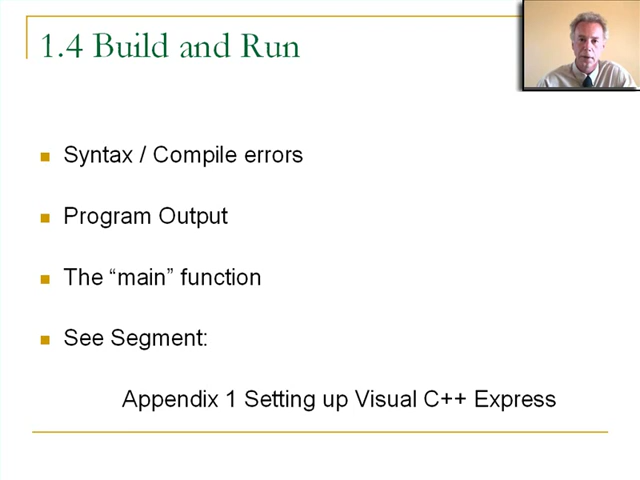 1.4 Build and Run
Syntax / Compile errors
Program Output
The “main” function
See Segment:
Appendix 1 Setting up Visual C++ Express